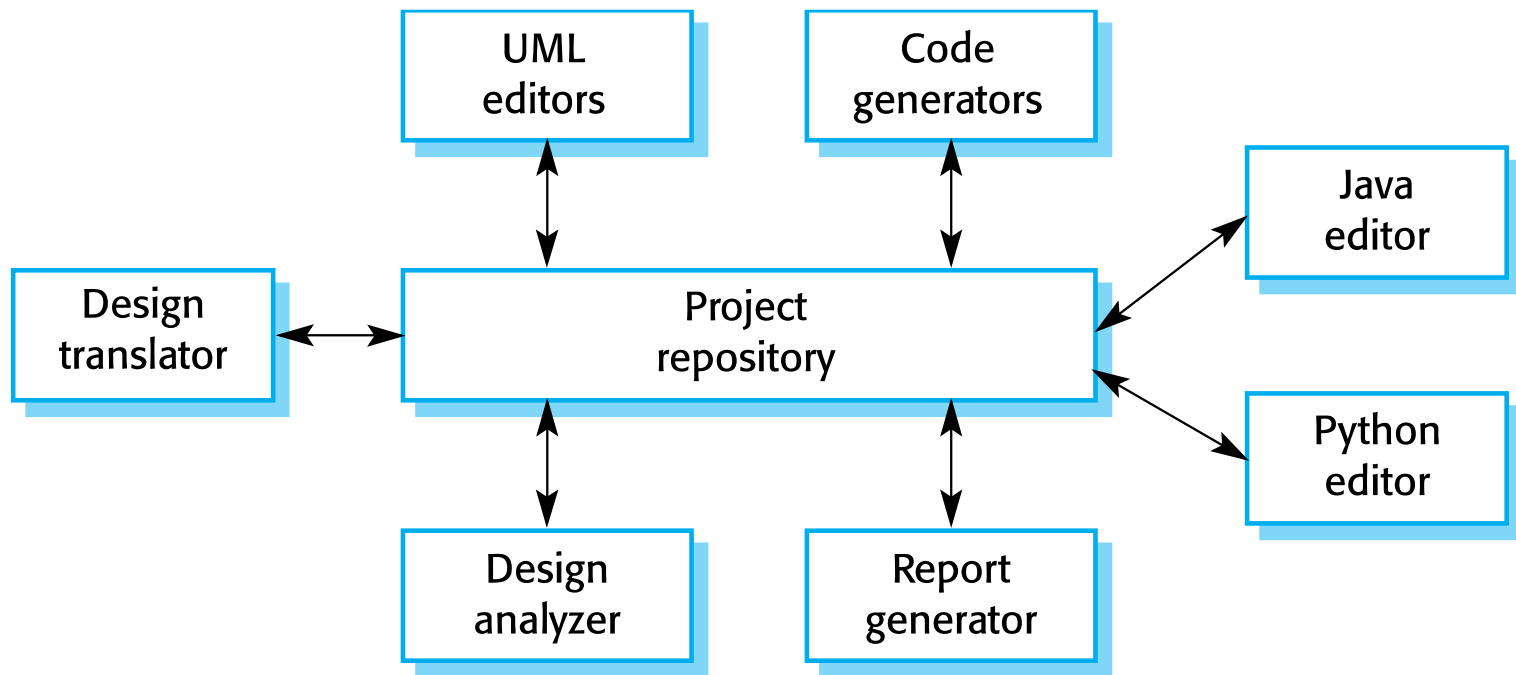 UML
editors
Code
generators
Java
editor
Design
translator
Project
repository
Python
editor
Design
analyzer
Report
generator